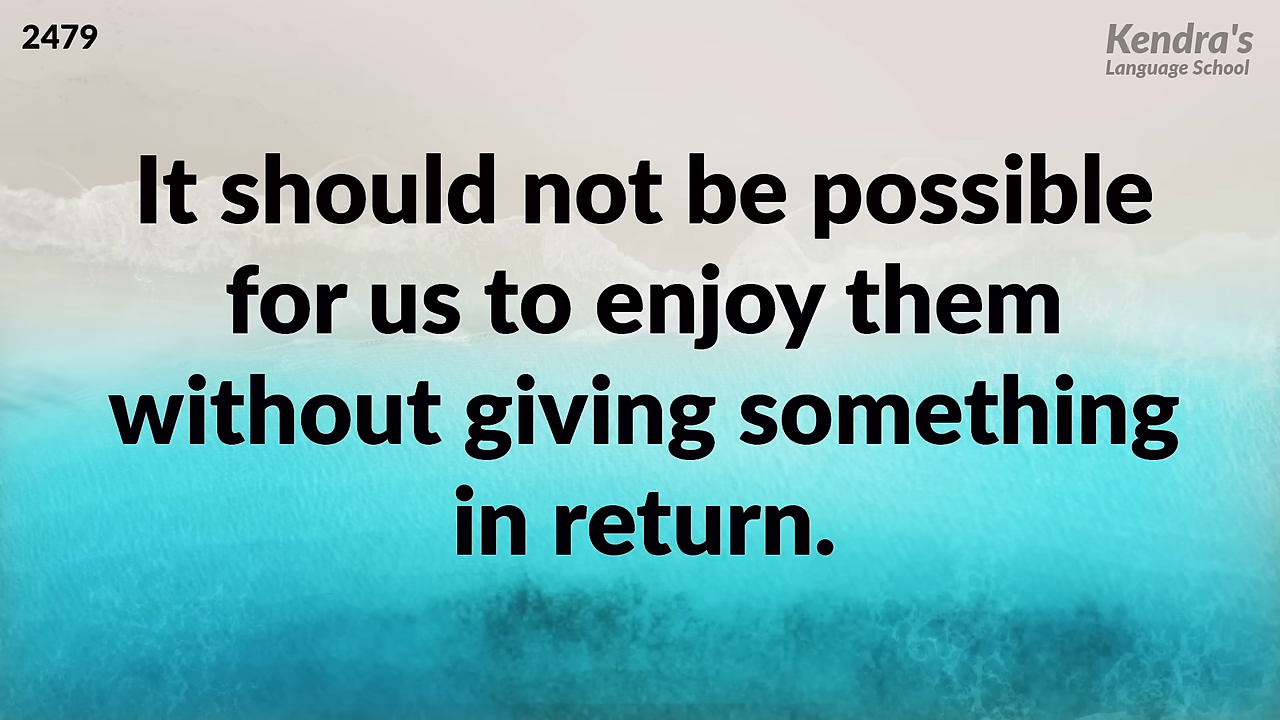 2479
Kendra's
Language School
It should not be possible
for us to enjoy them
without giving something
in return.